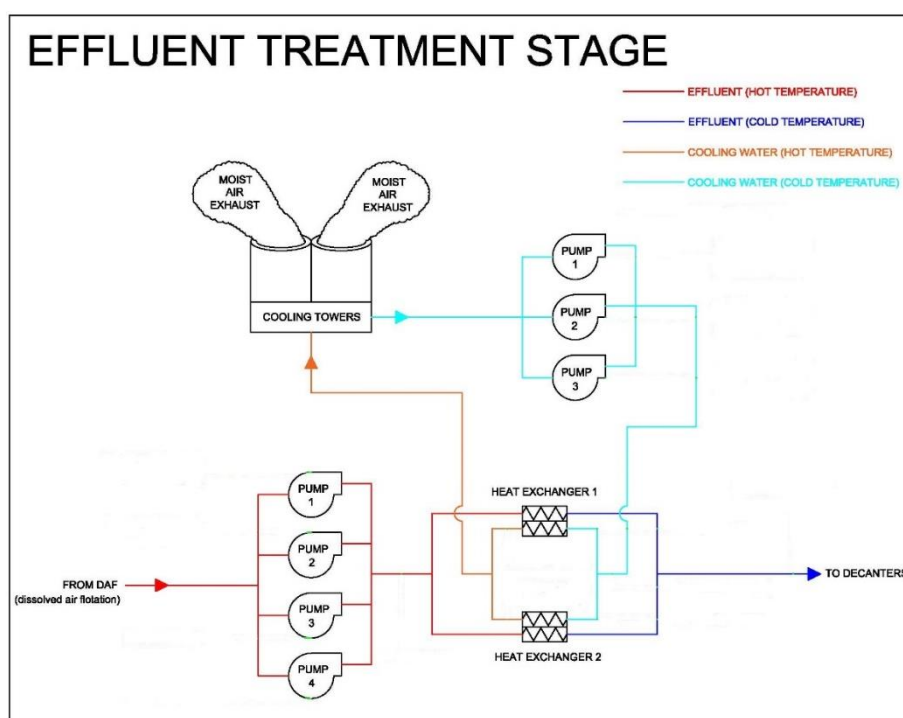 EFFLUENT TREATMENT STAGE
EFFLUENT (HOT TEMPERATURE)
EFFLUENT (COLD TEMPERATURE)
COOLING WATER (HOT TEMPERATURE)
COOLING WATER (COLD TEMPERATURE)
MOIST
AIR
EXHAUST
MOIST
AIR
EXHAUST
COOLING TOWERS
PUMP
1
PUMP
2
PUMP
3
PUMP
1
PUMP
2
PUMP
3
PUMP
4
FROM DAF
(dissolved air flotation)
HEAT EXCHANGER 1
HEAT EXCHANGER 2
TO DECANTERS